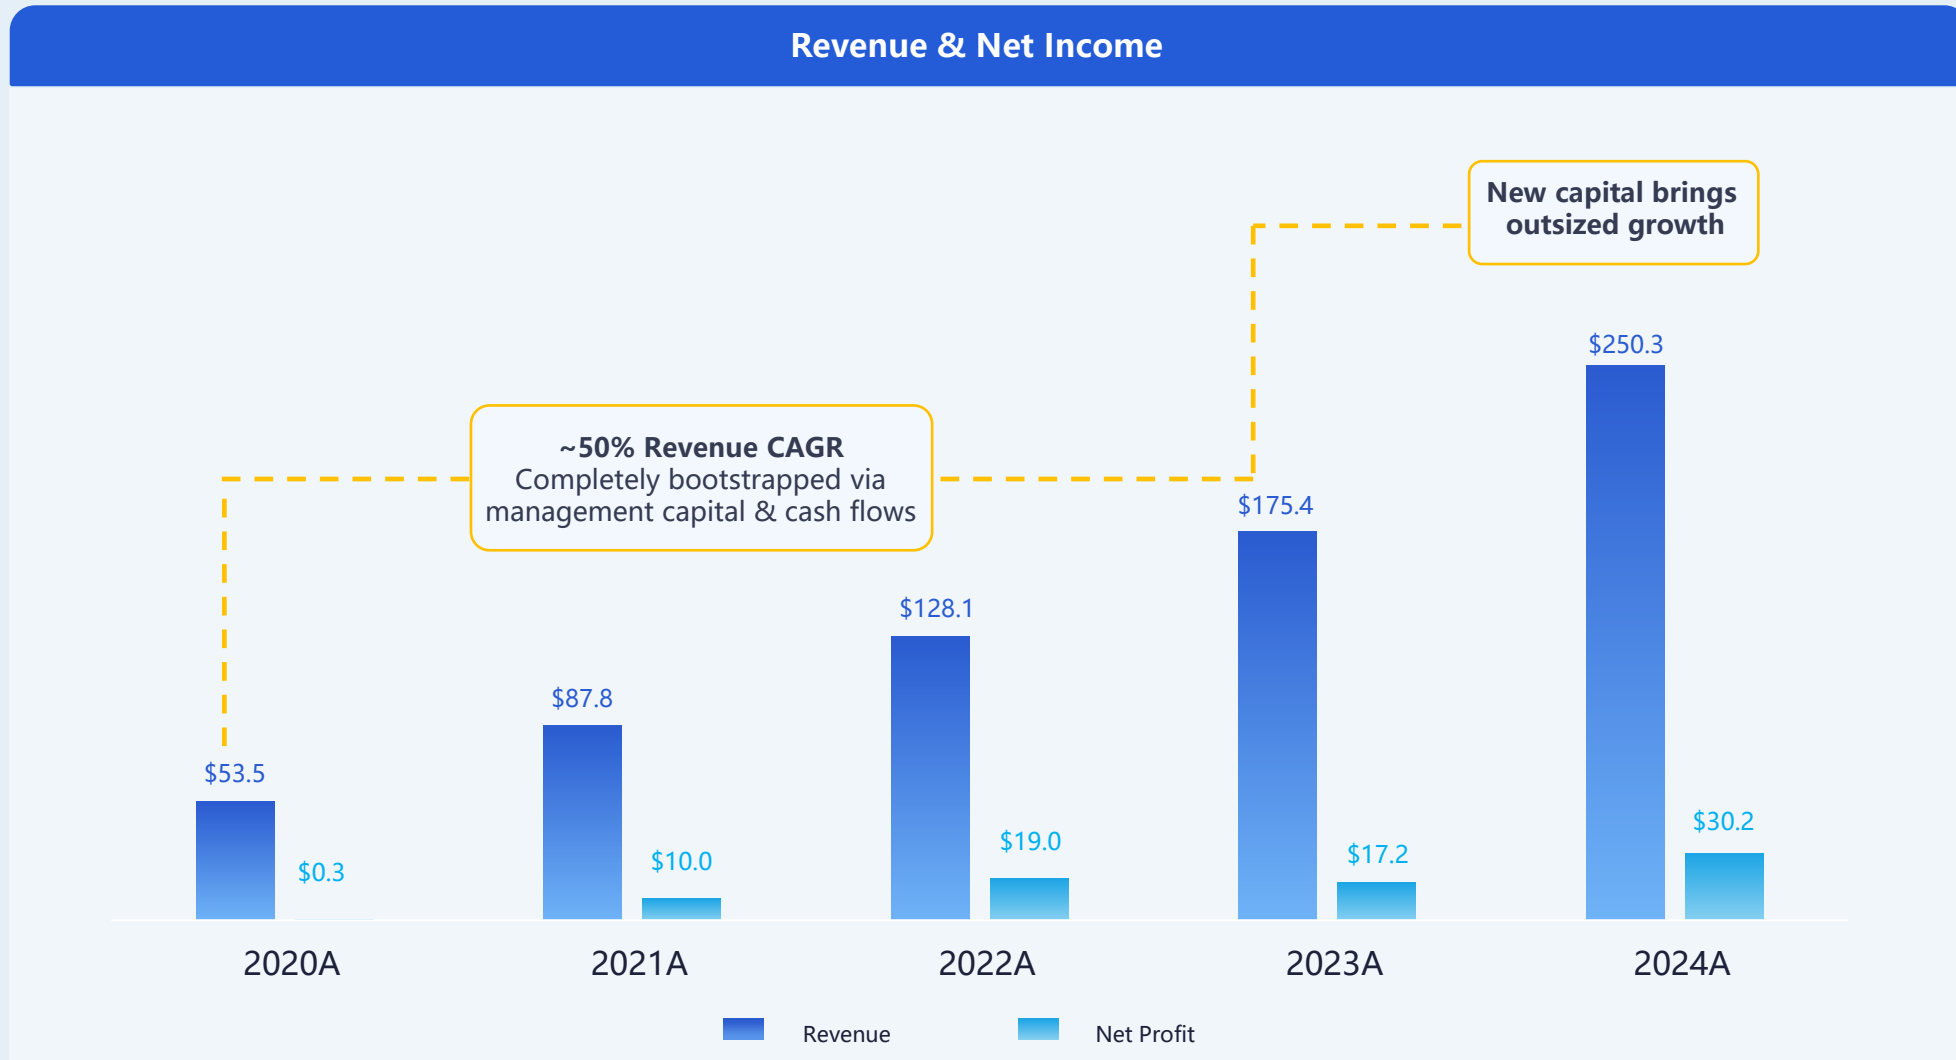 Revenue & Net Income
New capital brings
outsized growth
$250.3
~50% Revenue CAGR
Completely bootstrapped via
management capital & cash flows
$175.4
$128.1
$87.8
$53.5
$30.2
$19.0
$17.2
$10.0
$0.3
2020A
2021A
2022A
2023A
2024A
Revenue
Net Profit